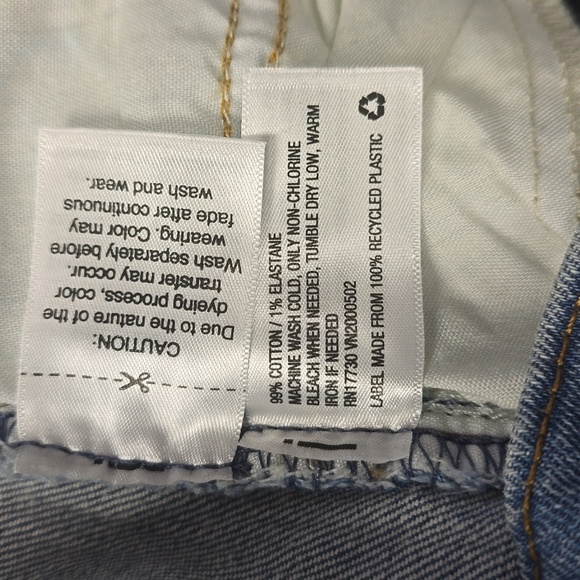 CAUTION:
Due to the nature of the
dyeing process, color
transfer may occur.
Wash separately before
wearing. Color may
fade after continuous
wash and wear.
99% COTTON / 1% ELASTANE
MACHINE WASH COLD, ONLY NON-CHLORINE
BLEACH WHEN NEEDED, TUMBLE DRY LOW, WARM
IRON IF NEEDED
RN17730 VN2000502
LABEL MADE FROM 100% RECYCLED PLASTIC